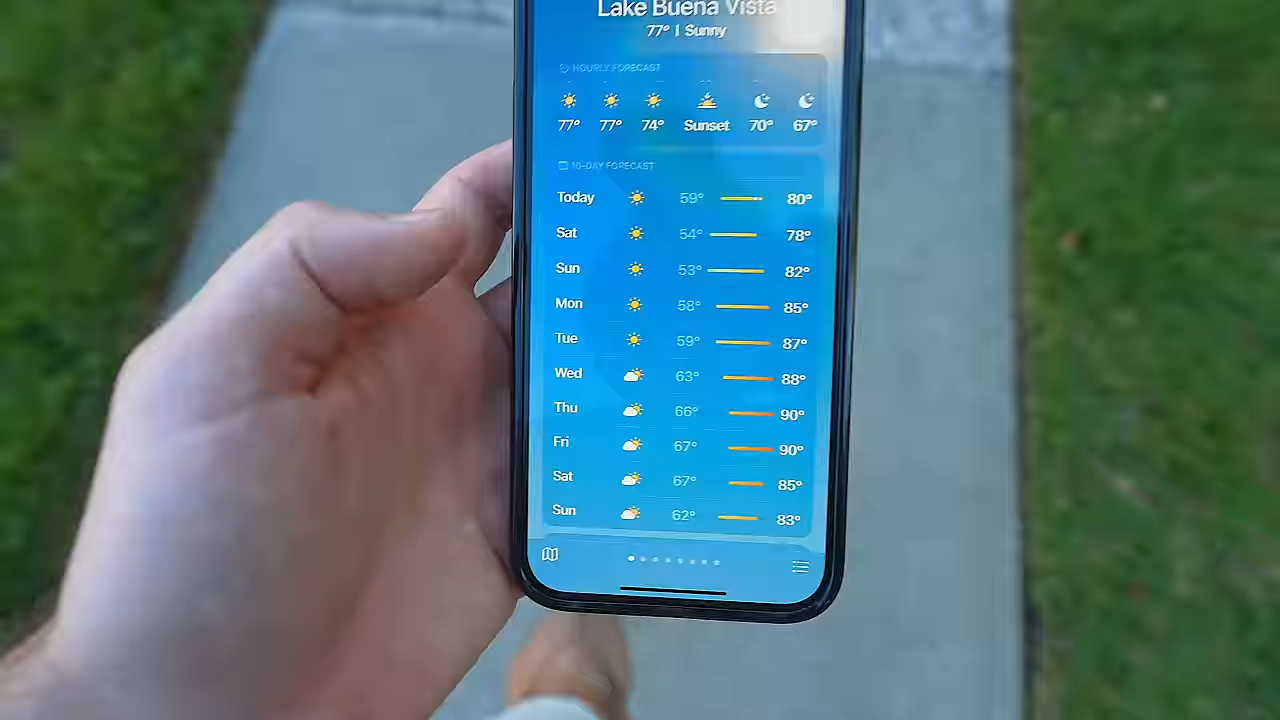 Lake Buena Vista
77° | Sunny
HOURLY FORECAST
77° 77° 74° Sunset 70° 67°
10-DAY FORECAST
Today 59° 80°
Sat 54° 78°
Sun 53° 82°
Mon 58° 85°
Tue 59° 87°
Wed 63° 88°
Thu 66° 90°
Fri 67° 90°
Sat 67° 85°
Sun 62° 83°